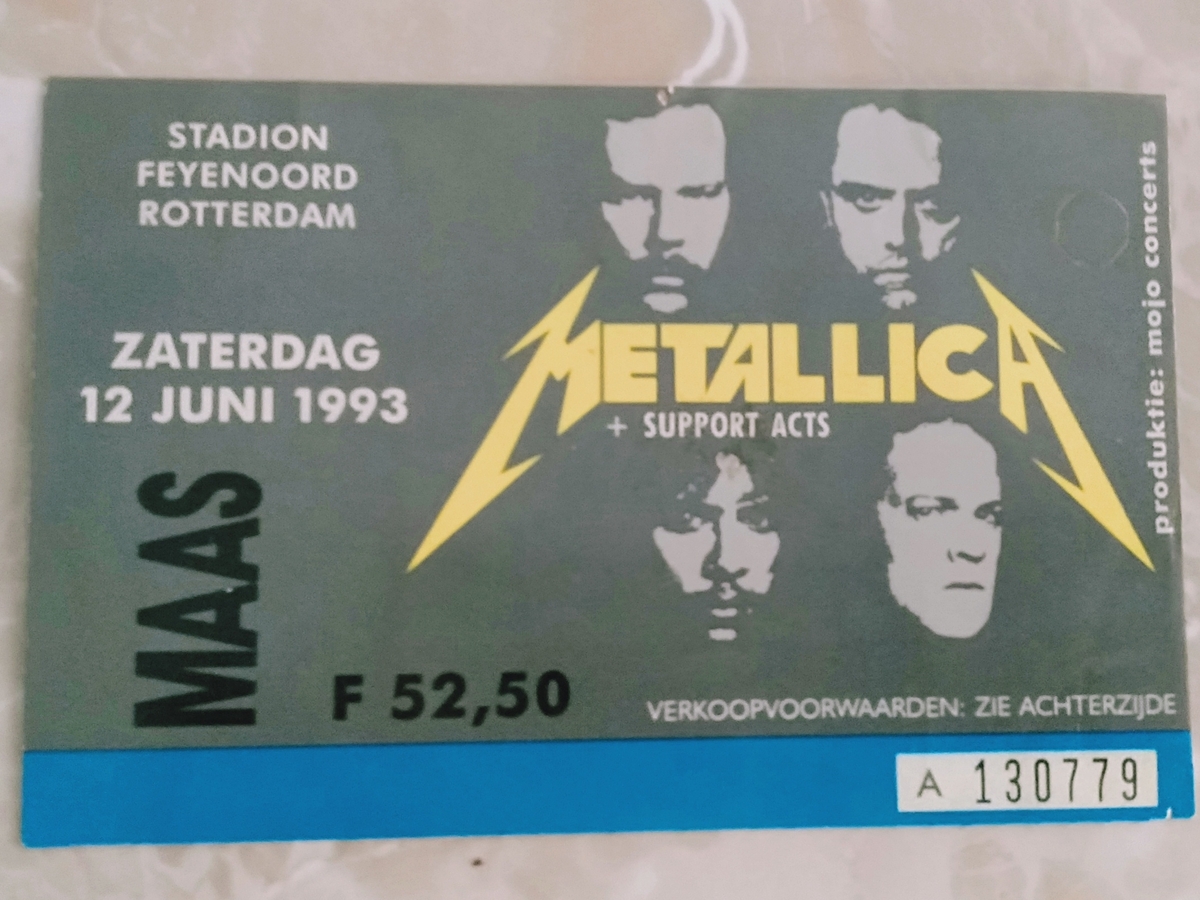 STADION
FEYENOORD
ROTTERDAM
ZATERDAG
12 JUNI 1993
METALLICA
+ SUPPORT ACTS
produktie: mojo concerts
MAAS
F 52,50
VERKOOPVOORWAARDEN: ZIE ACHTERZIJDE
A 130779